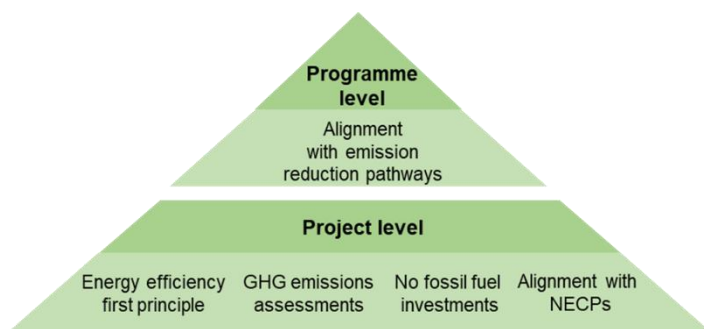 Programme
level
Alignment
with emission
reduction pathways
Project level
Energy efficiency
first principle
GHG emissions
assessments
No fossil fuel
investments
Alignment with
NECPs